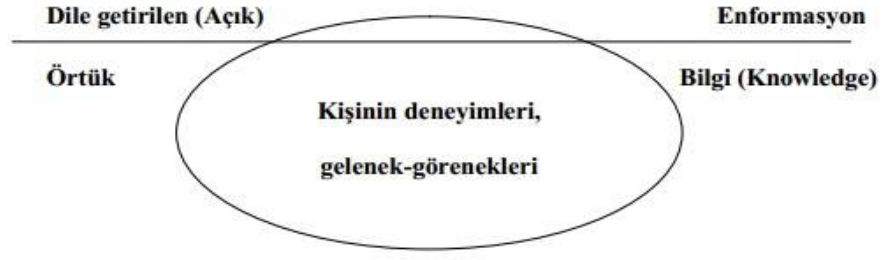 Dile getirilen (Açık) Enformasyon
Örtük Bilgi (Knowledge)
Kişinin deneyimleri,
gelenek-görenekleri